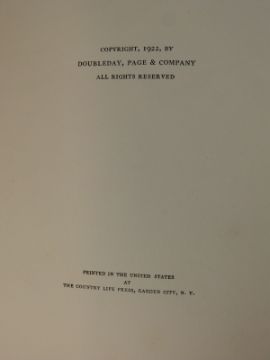 COPYRIGHT, 1922, BY
DOUBLEDAY, PAGE & COMPANY
ALL RIGHTS RESERVED
PRINTED IN THE UNITED STATES
AT
THE COUNTRY LIFE PRESS, GARDEN CITY, N. Y.